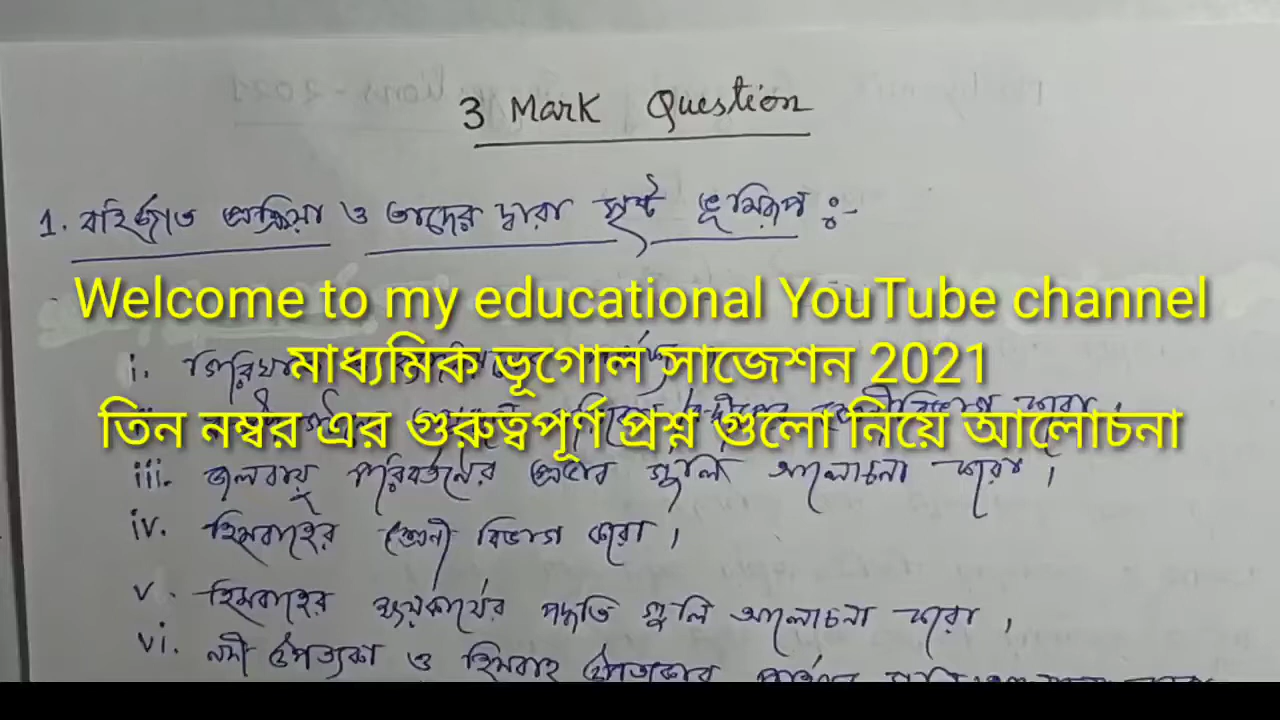 3 Mark Question
1. বহির্জাত প্রক্রিয়া ও তাদের দ্বারা সৃষ্ট ভূমিরূপ :-
Welcome to my educational YouTube channel
i. গিরিখাত
মাধ্যমিক ভূগোল সাজেশন 2021
শ্রেণীবিভাগ করো।
তিন নম্বর এর গুরুত্বপূর্ণ প্রশ্ন গুলো নিয়ে আলোচনা
iii. জলবায়ু পরিবর্তনের প্রভাব গুলি আলোচনা করো।
iv. হিমবাহের শ্রেণী বিভাগ করো।
v. হিমবাহের ক্ষয়কার্যের পদ্ধতি গুলি আলোচনা করো।
vi. নদী উপত্যকা ও হিমবাহ উপত্যকার